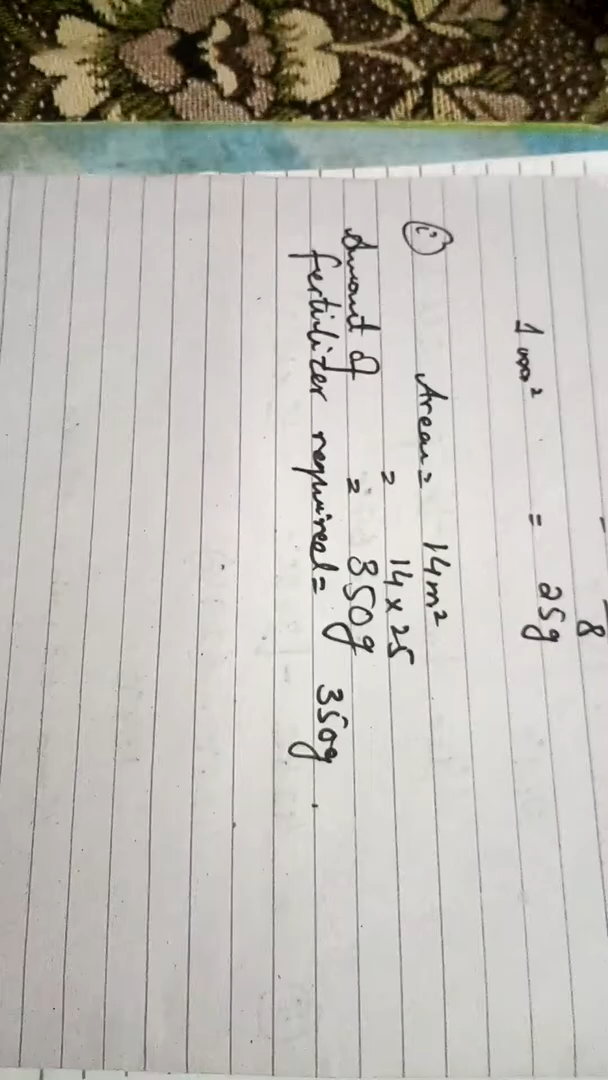 8
1 m² = 25g
(i)
Area = 14m²
= 14 x 25
= 350g
Amount of
fertilizer required = 350g.